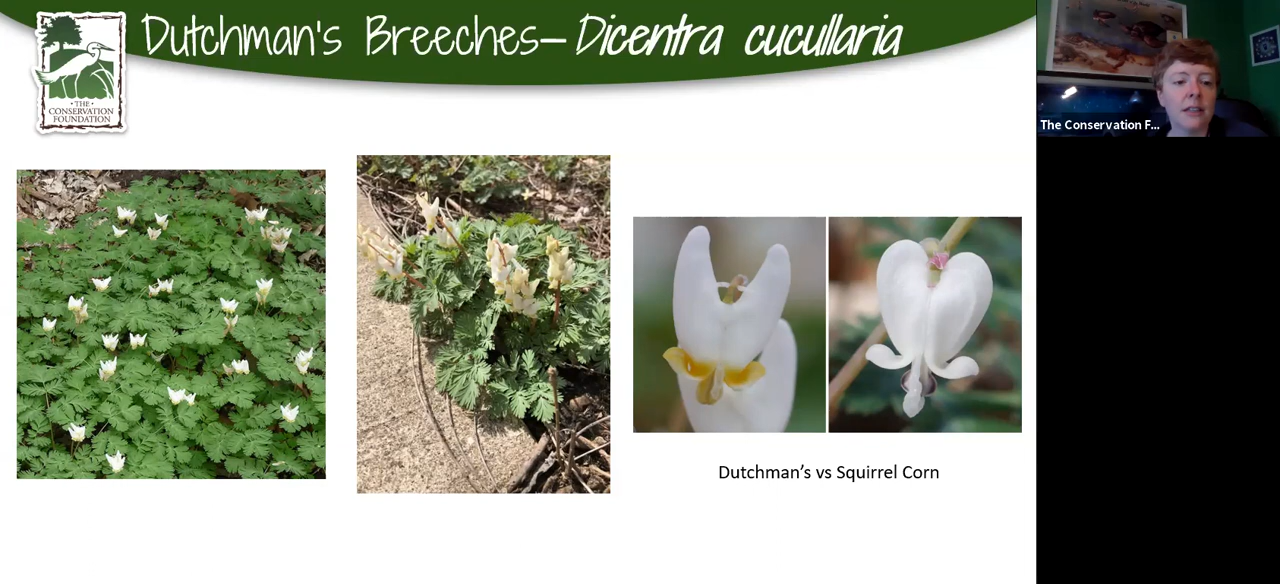 Dutchman's Breeches– Dicentra cucullaria
• THE •
CONSERVATION
FOUNDATION
The Conservation F...
Dutchman’s vs Squirrel Corn